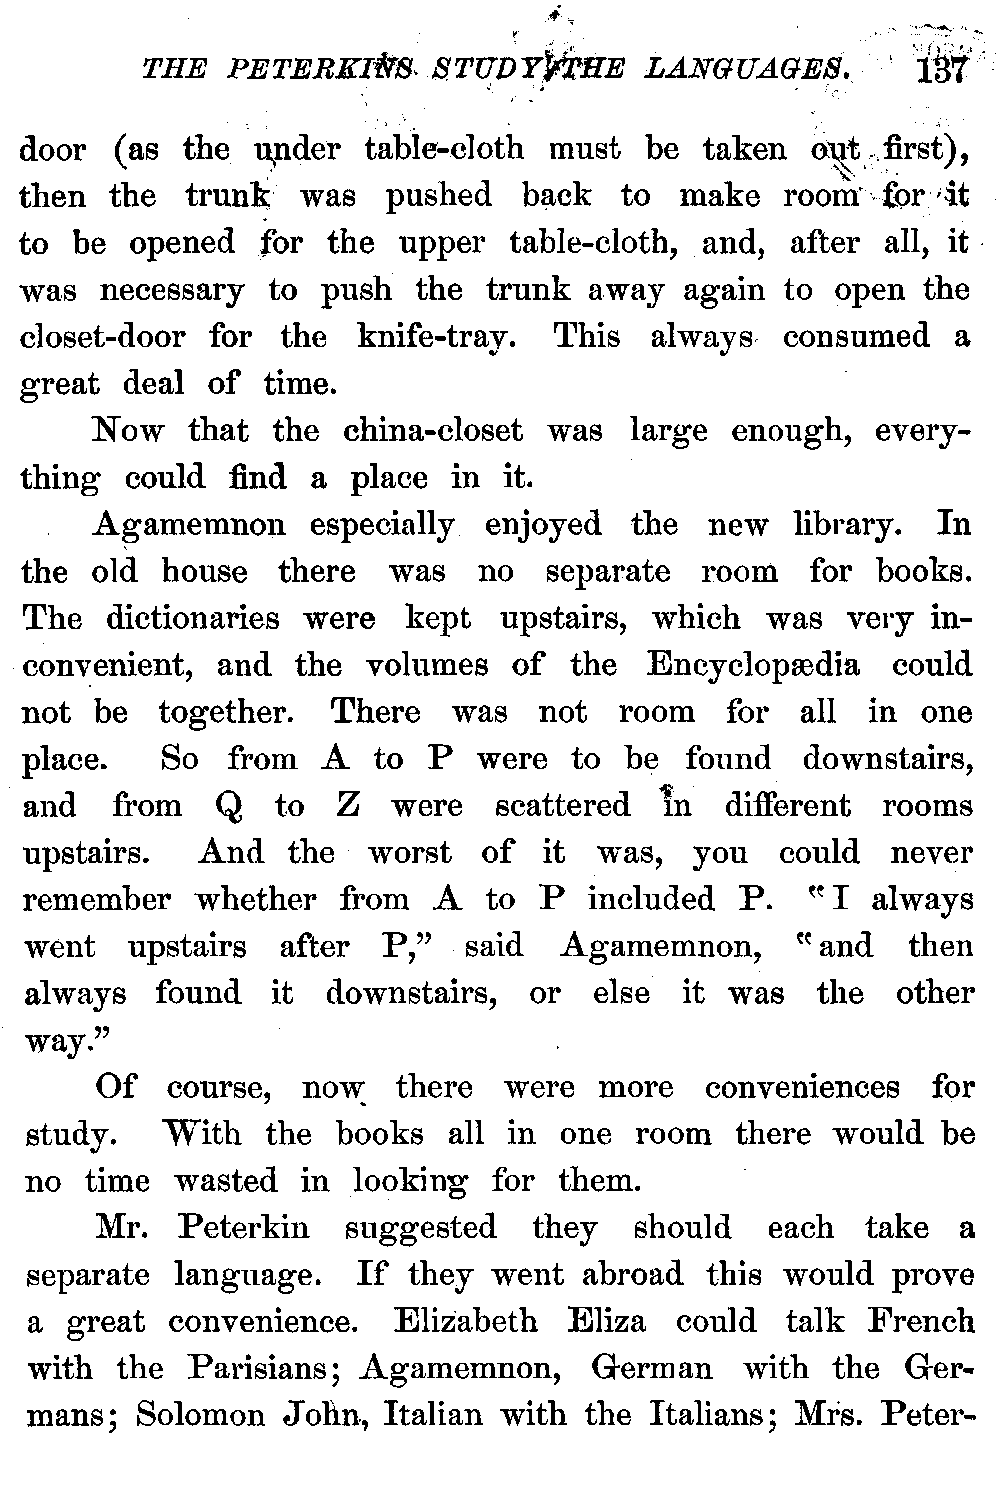 THE PETERKINS STUDY THE LANGUAGES. 137
door (as the under table-cloth must be taken out first),
then the trunk was pushed back to make room for it
to be opened for the upper table-cloth, and, after all, it
was necessary to push the trunk away again to open the
closet-door for the knife-tray. This always consumed a
great deal of time.
Now that the china-closet was large enough, every-
thing could find a place in it.
Agamemnon especially enjoyed the new library. In
the old house there was no separate room for books.
The dictionaries were kept upstairs, which was very in-
convenient, and the volumes of the Encyclopædia could
not be together. There was not room for all in one
place. So from A to P were to be found downstairs,
and from Q to Z were scattered in different rooms
upstairs. And the worst of it was, you could never
remember whether from A to P included P. “I always
went upstairs after P,” said Agamemnon, “and then
always found it downstairs, or else it was the other
way.”
Of course, now there were more conveniences for
study. With the books all in one room there would be
no time wasted in looking for them.
Mr. Peterkin suggested they should each take a
separate language. If they went abroad this would prove
a great convenience. Elizabeth Eliza could talk French
with the Parisians; Agamemnon, German with the Ger-
mans; Solomon John, Italian with the Italians; Mrs. Peter-